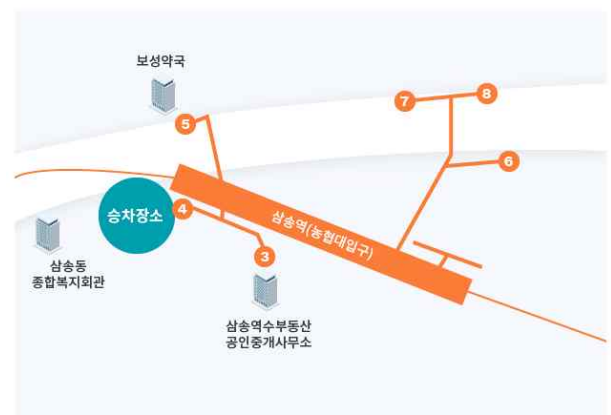 보성약국
5
7
8
6
승차장소
4
삼송역(농협대입구)
3
삼송동
종합복지회관
삼송역수부동산
공인중개사무소